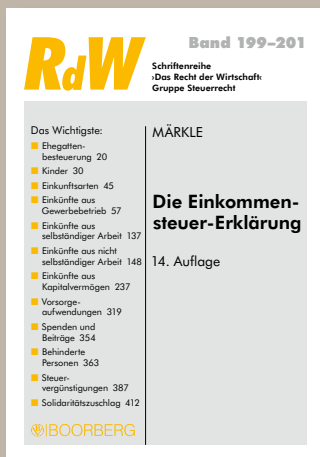 RdW
Band 199–201
Schriftenreihe
›Das Recht der Wirtschaft‹
Gruppe Steuerrecht
Das Wichtigste:
Ehegatten-
besteuerung 20
Kinder 30
Einkunftsarten 45
Einkünfte aus
Gewerbebetrieb 57
Einkünfte aus
selbständiger Arbeit 137
Einkünfte aus nicht
selbständiger Arbeit 148
Einkünfte aus
Kapitalvermögen 237
Vorsorge-
aufwendungen 319
Spenden und
Beiträge 354
Behinderte
Personen 363
Steuer-
vergünstigungen 387
Solidaritätszuschlag 412
BOORBERG
MÄRKLE
Die Einkommen-
steuer-Erklärung
14. Auflage